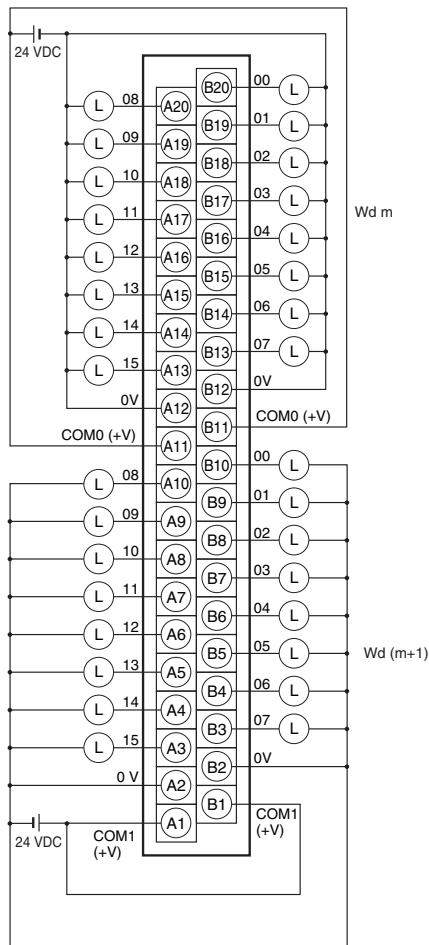 24 VDC
B20 00 L
L 08 A20
B19 01 L
L 09 A19
B18 02 L
L 10 A18
B17 03 L
L 11 A17
Wd m
B16 04 L
L 12 A16
B15 05 L
L 13 A15
B14 06 L
L 14 A14
B13 07 L
L 15 A13
B12 0V
0V A12
B11 COM0 (+V)
COM0 (+V) A11
B10 00 L
L 08 A10
B9 01 L
L 09 A9
B8 02 L
L 10 A8
B7 03 L
L 11 A7
B6 04 L
L 12 A6
B5 05 L
Wd (m+1)
L 13 A5
B4 06 L
L 14 A4
B3 07 L
L 15 A3
B2 0V
0 V A2
B1
COM1
(+V)
A1
COM1
(+V)
24 VDC